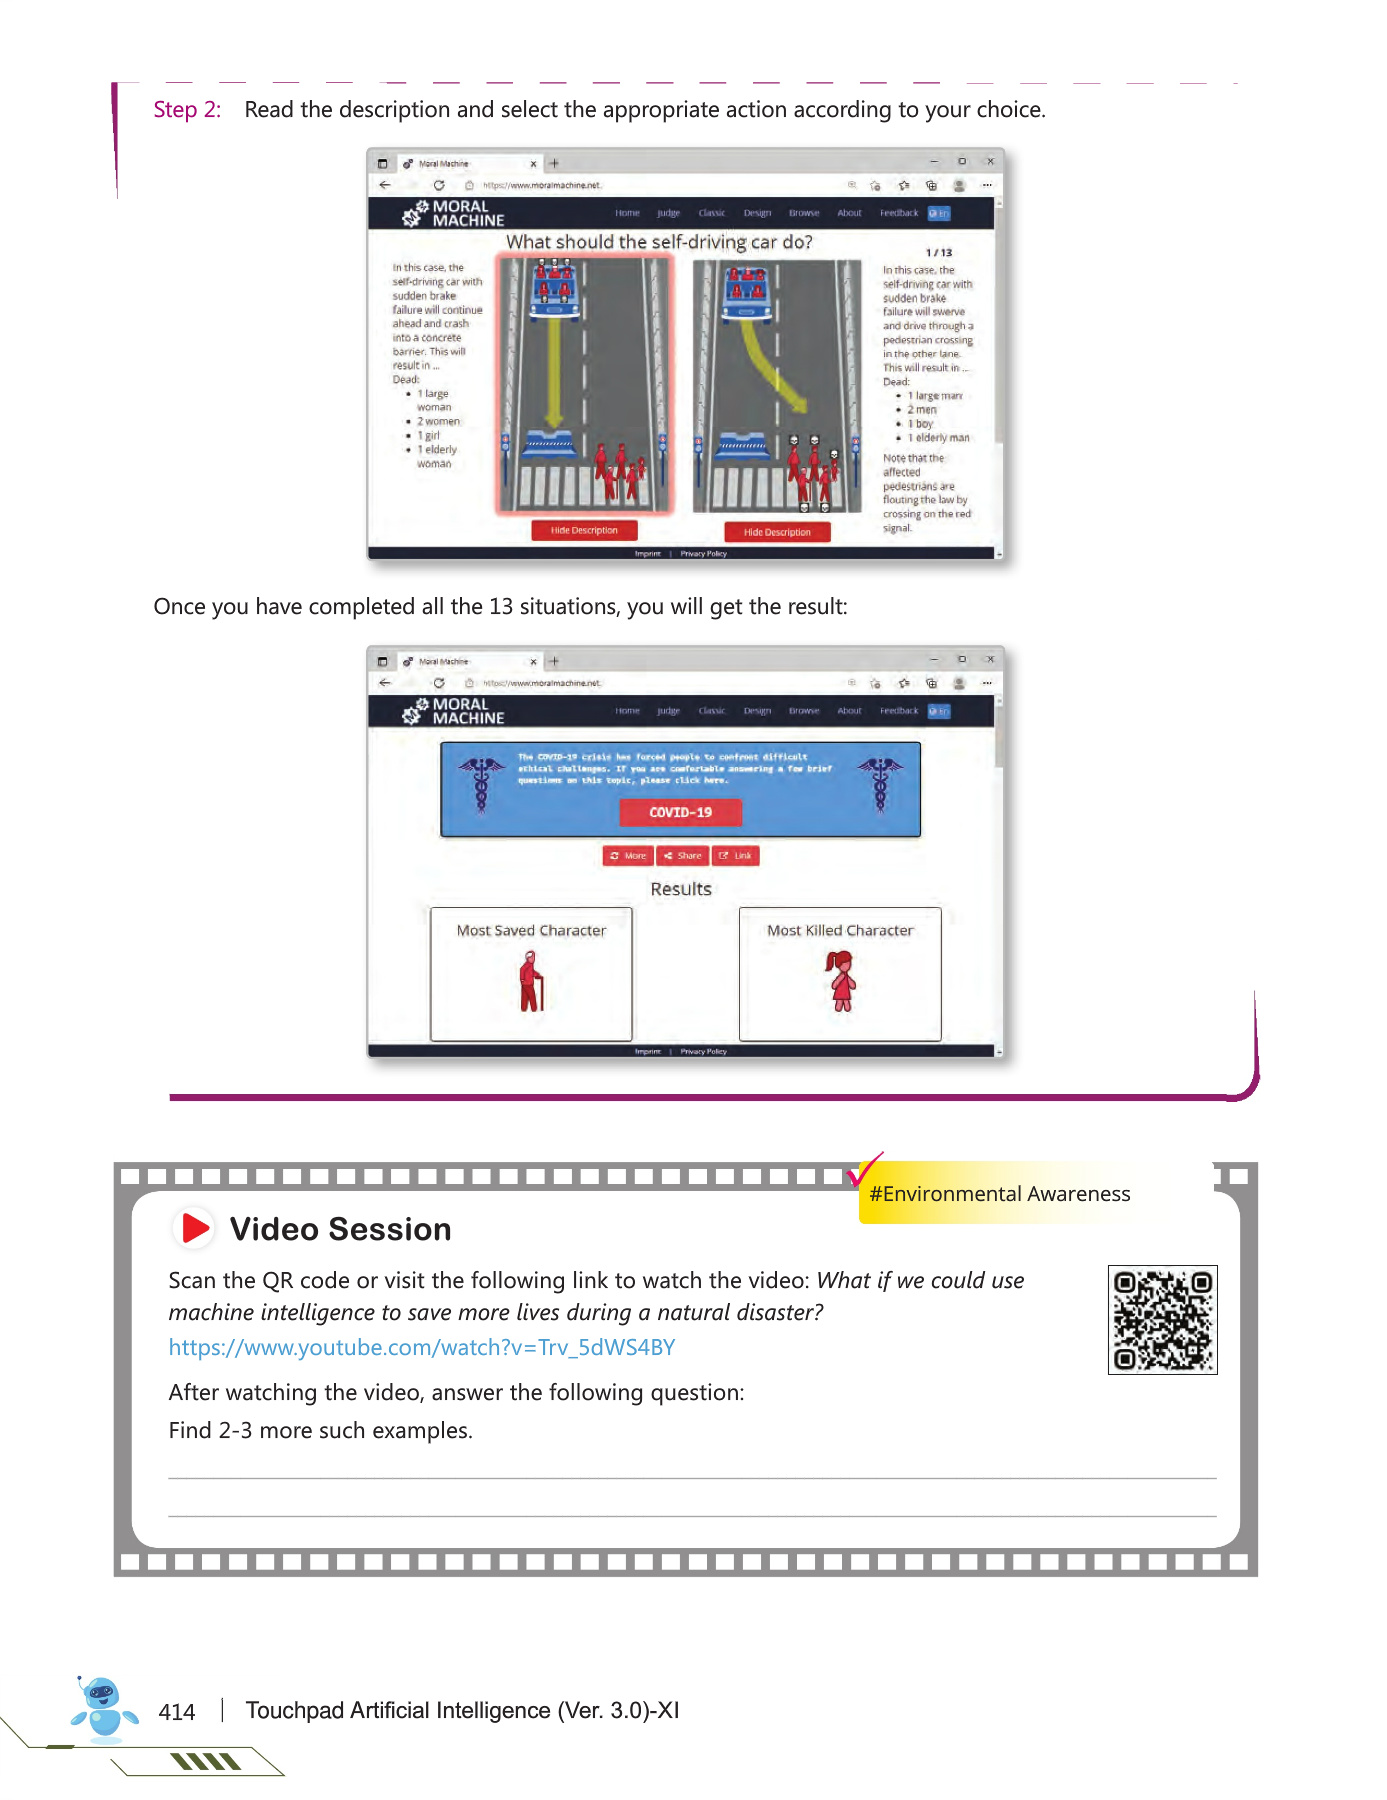 Step 2: Read the description and select the appropriate action according to your choice.
Moral Machine
https://www.moralmachine.net
MORAL MACHINE
Home Judge Classic Design Browse About Feedback En
What should the self-driving car do?
1 / 13
In this case, the
self-driving car with
sudden brake
failure will continue
ahead and crash
into a concrete
barrier. This will
result in ...
Dead:
• 1 large
woman
• 2 women
• 1 girl
• 1 elderly
woman
Hide Description
In this case, the
self-driving car with
sudden brake
failure will swerve
and drive through a
pedestrian crossing
in the other lane.
This will result in ...
Dead:
• 1 large man
• 2 men
• 1 boy
• 1 elderly man
Note that the
affected
pedestrians are
flouting the law by
crossing on the red
signal.
Hide Description
Imprint | Privacy Policy
Once you have completed all the 13 situations, you will get the result:
Moral Machine
https://www.moralmachine.net
MORAL MACHINE
Home Judge Classic Design Browse About Feedback En
The COVID-19 crisis has forced people to confront difficult
ethical challenges. If you are comfortable answering a few brief
questions on this topic, please click here.
COVID-19
More Share Link
Results
Most Saved Character
Most Killed Character
Imprint | Privacy Policy
#Environmental Awareness
Video Session
Scan the QR code or visit the following link to watch the video: What if we could use
machine intelligence to save more lives during a natural disaster?
https://www.youtube.com/watch?v=Trv_5dWS4BY
After watching the video, answer the following question:
Find 2-3 more such examples.
414 | Touchpad Artificial Intelligence (Ver. 3.0)-XI